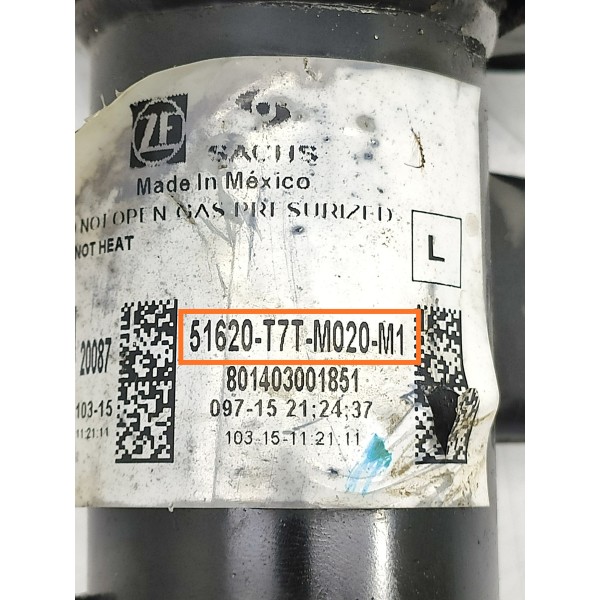 ZF
SACHS
Made In México
NOT OPEN GAS PRESURIZED
NOT HEAT
L
20087
51620-T7T-M020-M1
801403001851
103-15
097-15 21;24;37
11:21:11
103-15-11 21 11